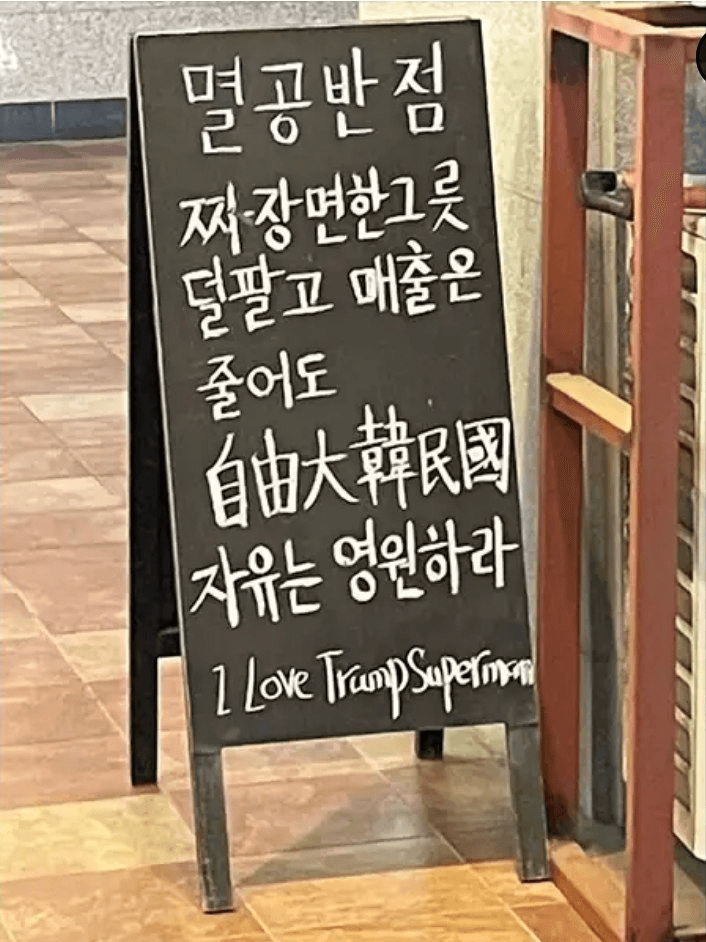 멸공반점
짜장면한그릇
덜팔고 매출은
줄어도
自由大韓民國
자유는 영원하라
I Love Trump Superman